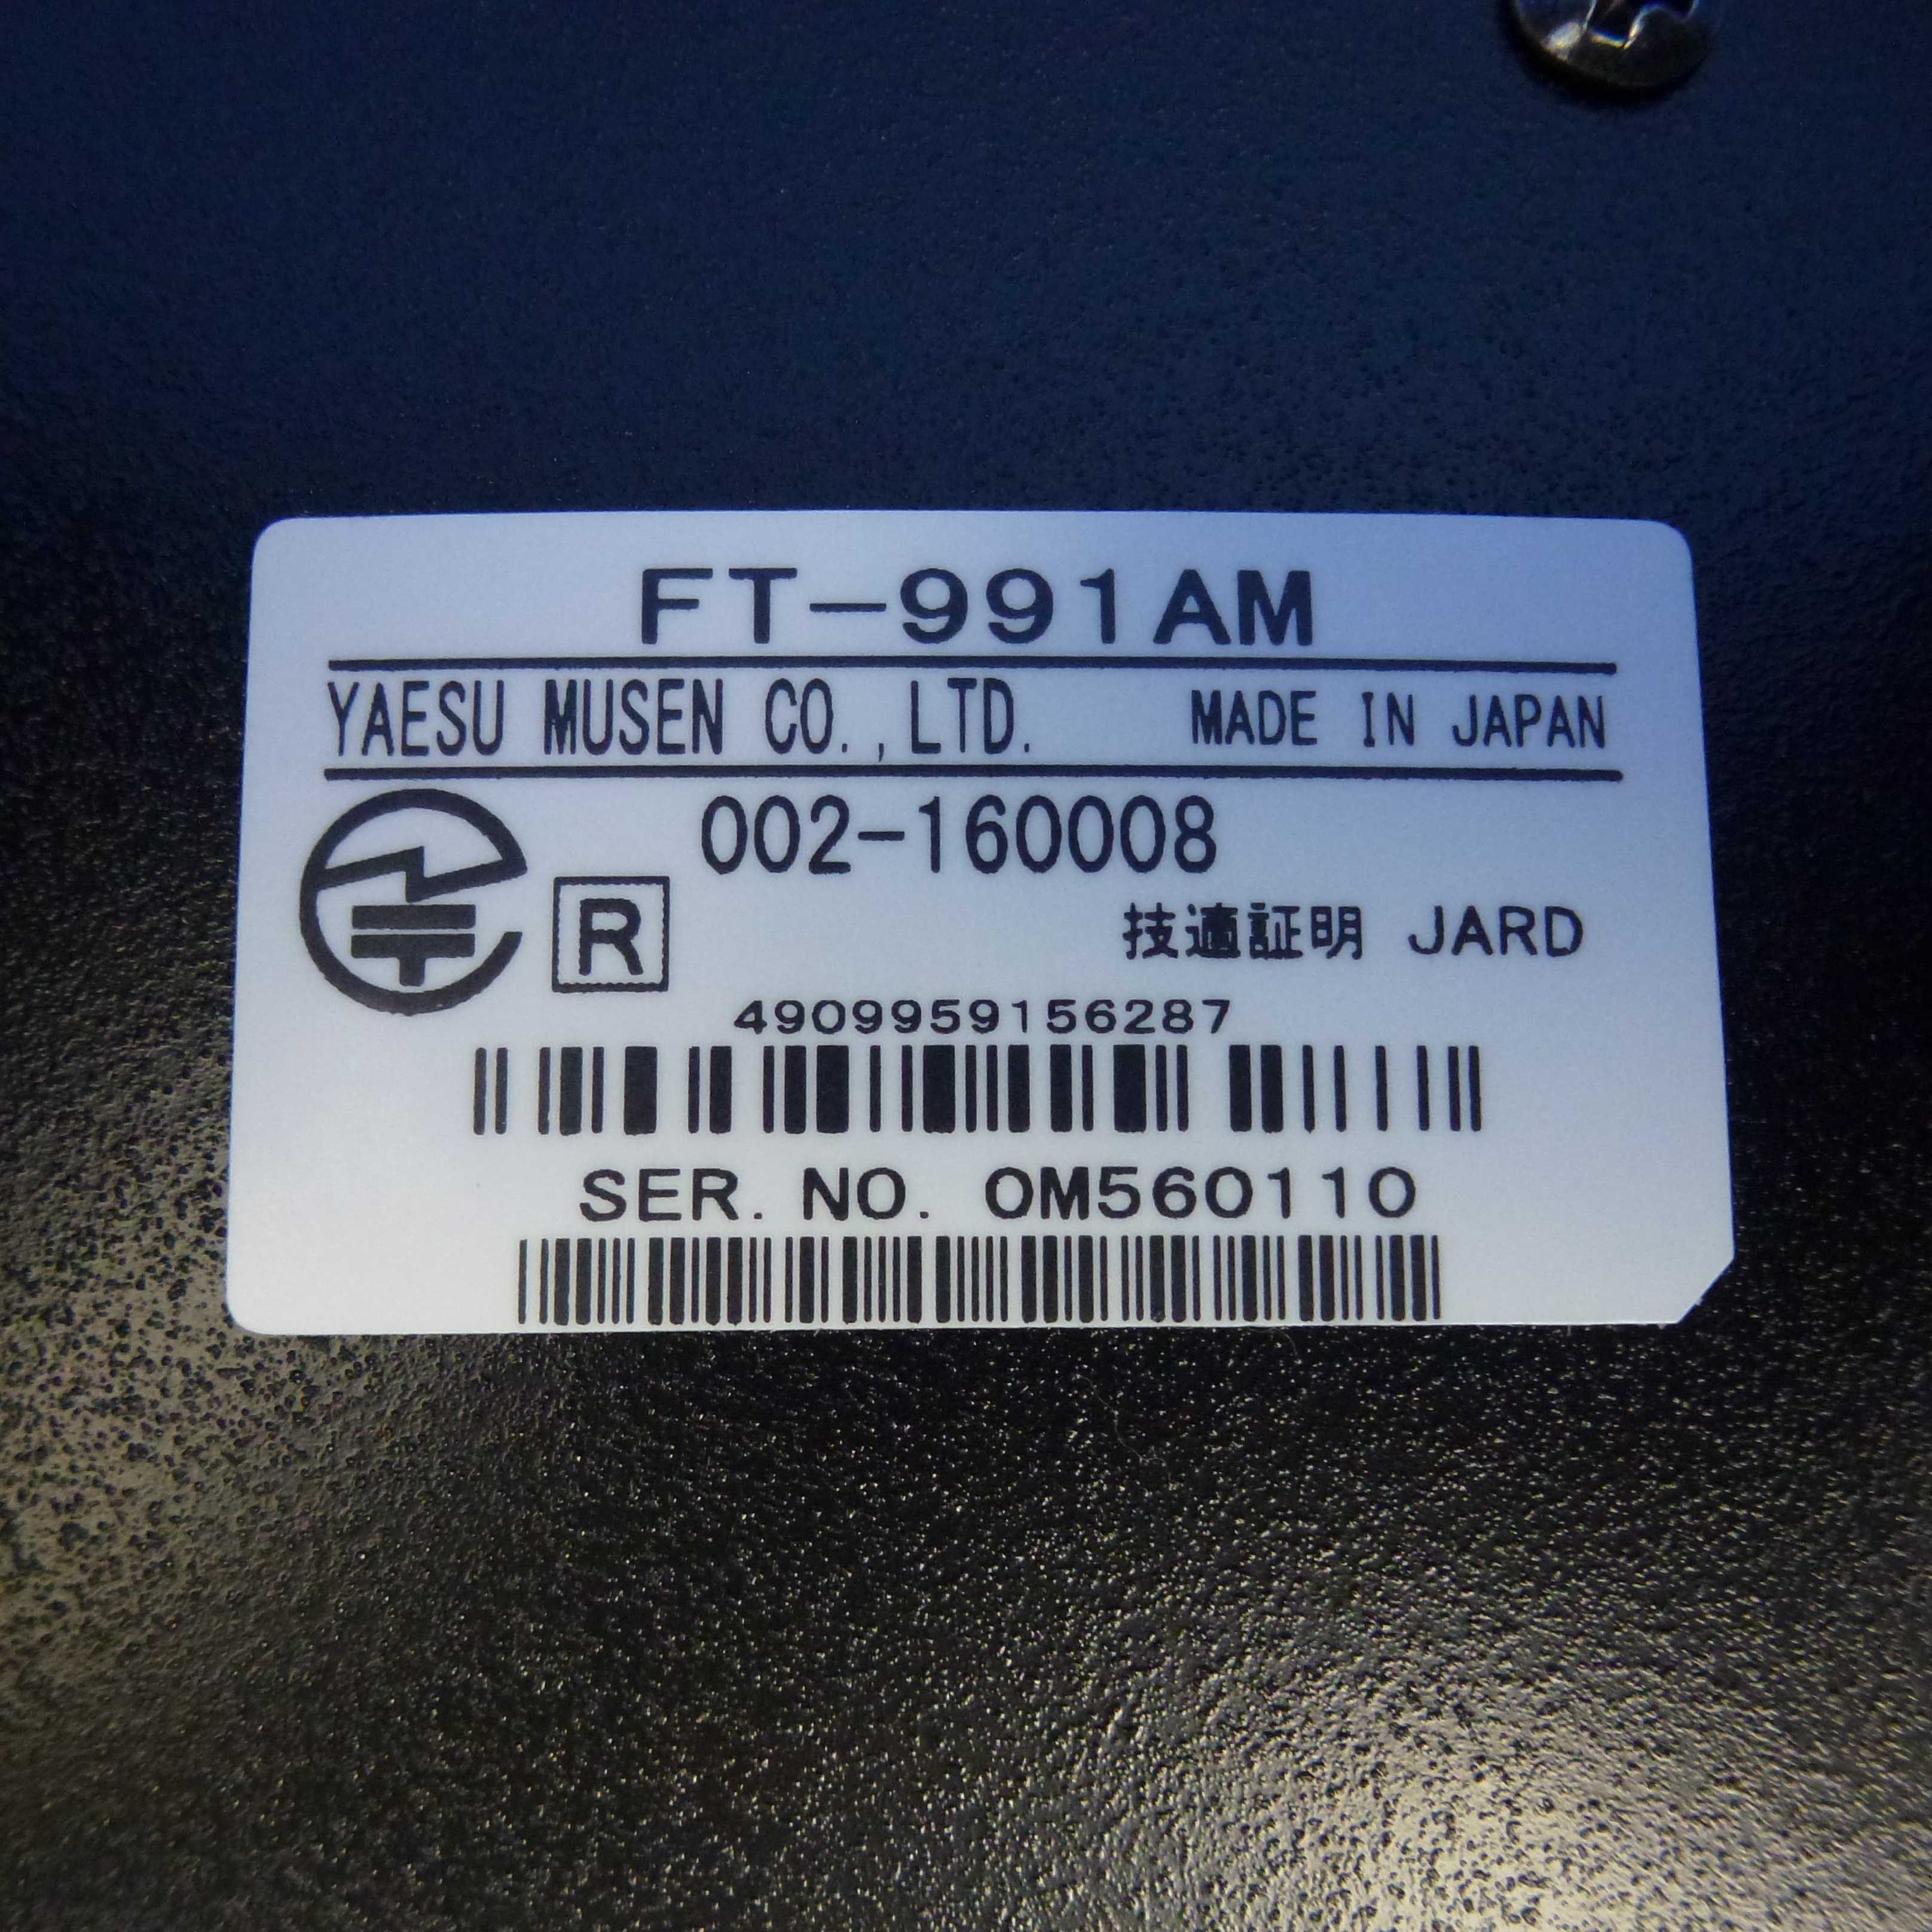 FT-991AM
YAESU MUSEN CO.,LTD. MADE IN JAPAN
002-160008
R
技適証明 JARD
4909959156287
SER. NO. 0M560110